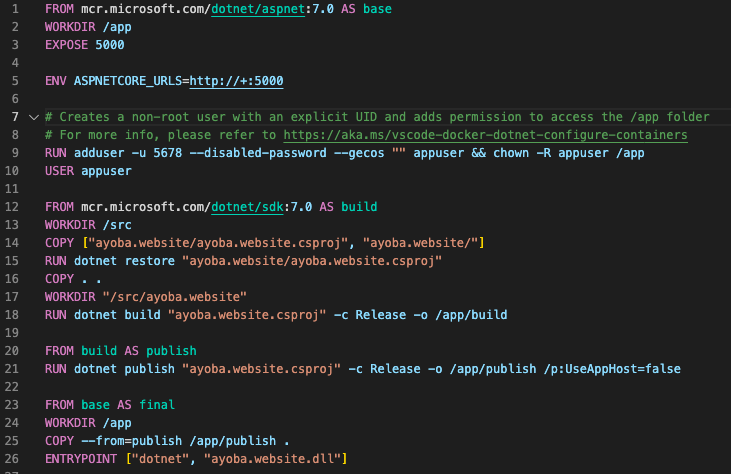 1 FROM mcr.microsoft.com/dotnet/aspnet:7.0 AS base
2 WORKDIR /app
3 EXPOSE 5000
4
5 ENV ASPNETCORE_URLS=http://+:5000
6
7 # Creates a non-root user with an explicit UID and adds permission to access the /app folder
8 # For more info, please refer to https://aka.ms/vscode-docker-dotnet-configure-containers
9 RUN adduser -u 5678 --disabled-password --gecos "" appuser && chown -R appuser /app
10 USER appuser
11
12 FROM mcr.microsoft.com/dotnet/sdk:7.0 AS build
13 WORKDIR /src
14 COPY ["ayoba.website/ayoba.website.csproj", "ayoba.website/"]
15 RUN dotnet restore "ayoba.website/ayoba.website.csproj"
16 COPY . .
17 WORKDIR "/src/ayoba.website"
18 RUN dotnet build "ayoba.website.csproj" -c Release -o /app/build
19
20 FROM build AS publish
21 RUN dotnet publish "ayoba.website.csproj" -c Release -o /app/publish /p:UseAppHost=false
22
23 FROM base AS final
24 WORKDIR /app
25 COPY --from=publish /app/publish .
26 ENTRYPOINT ["dotnet", "ayoba.website.dll"]